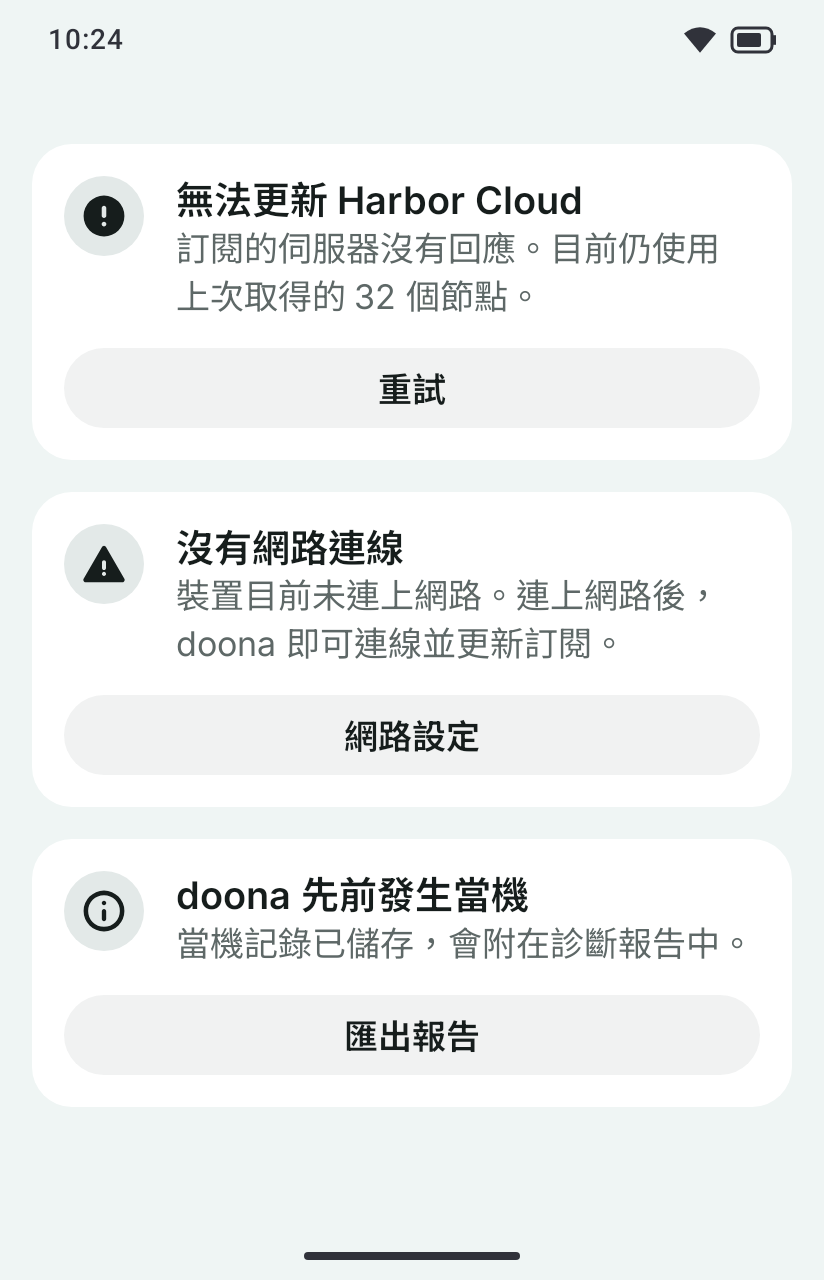 10:24
無法更新 Harbor Cloud
訂閱的伺服器沒有回應。目前仍使用
上次取得的 32 個節點。
重試
沒有網路連線
裝置目前未連上網路。連上網路後，
doona 即可連線並更新訂閱。
網路設定
doona 先前發生當機
當機記錄已儲存，會附在診斷報告中。
匯出報告